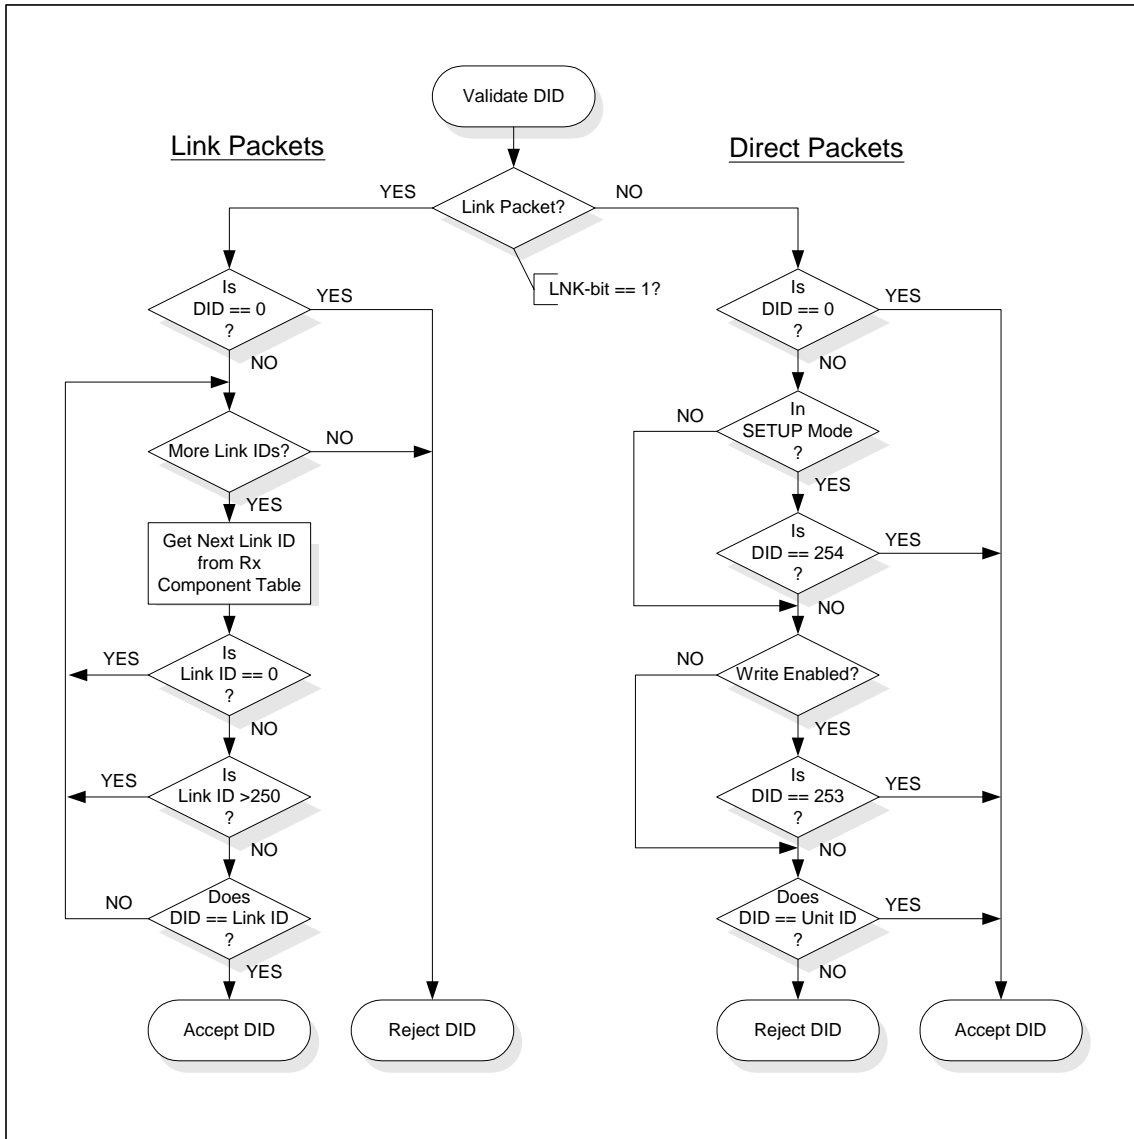 Validate DID
Link Packets
Direct Packets
YES
Link Packet?
NO
LNK-bit == 1?
Is
DID == 0
?
YES
NO
More Link IDs?
NO
YES
Get Next Link ID
from Rx
Component Table
Is
Link ID == 0
?
YES
NO
Is
Link ID >250
?
YES
NO
Does
DID == Link ID
?
NO
YES
Accept DID
Reject DID
Is
DID == 0
?
YES
NO
In
SETUP Mode
?
NO
YES
Is
DID == 254
?
YES
NO
Write Enabled?
NO
YES
Is
DID == 253
?
YES
NO
Does
DID == Unit ID
?
YES
NO
Reject DID
Accept DID